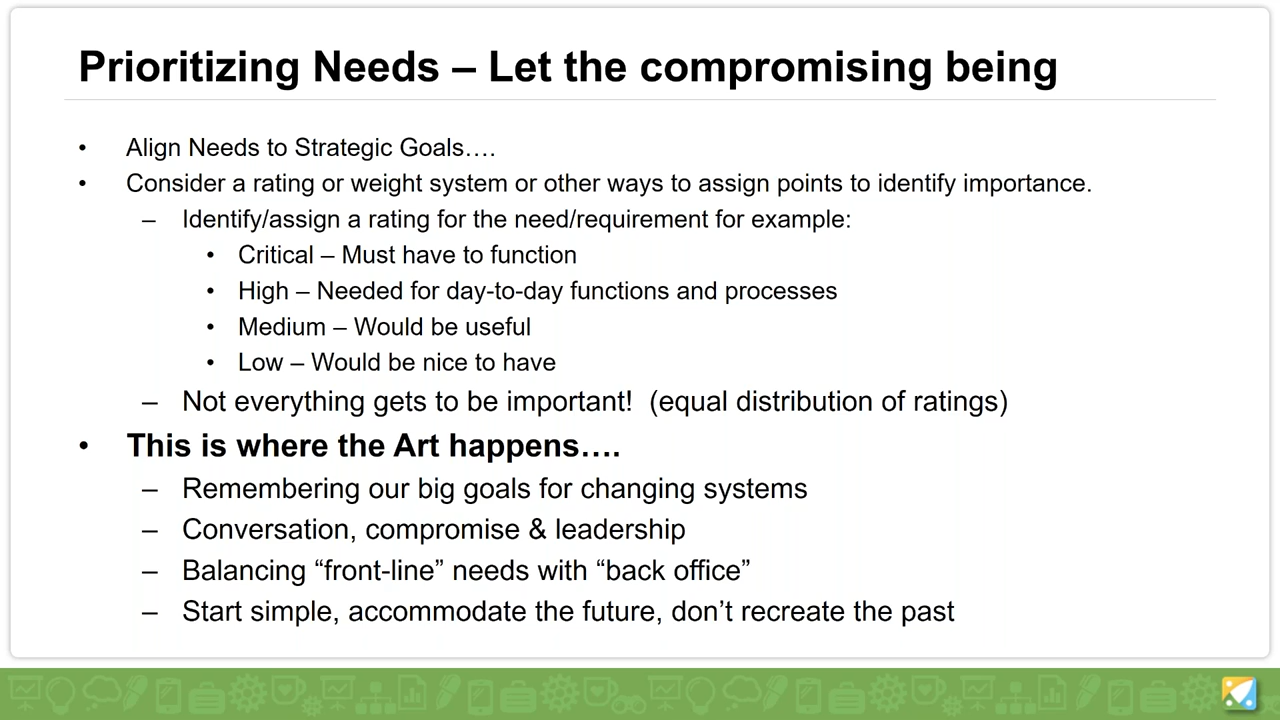 Prioritizing Needs – Let the compromising being
• Align Needs to Strategic Goals….
• Consider a rating or weight system or other ways to assign points to identify importance.
– Identify/assign a rating for the need/requirement for example:
• Critical – Must have to function
• High – Needed for day-to-day functions and processes
• Medium – Would be useful
• Low – Would be nice to have
– Not everything gets to be important!  (equal distribution of ratings)
• This is where the Art happens….
– Remembering our big goals for changing systems
– Conversation, compromise & leadership
– Balancing “front-line” needs with “back office”
– Start simple, accommodate the future, don’t recreate the past